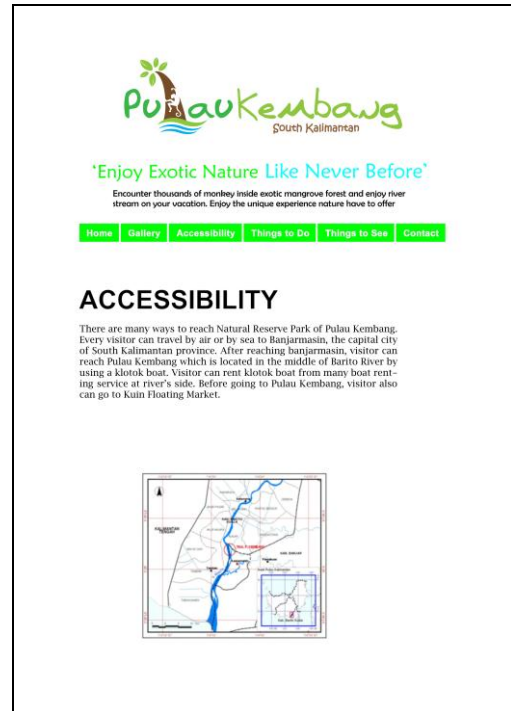 PulauKembang
South Kalimantan
‘Enjoy Exotic Nature Like Never Before’
Encounter thousands of monkey inside exotic mangrove forest and enjoy river
stream on your vacation. Enjoy the unique experience nature have to offer
Home Gallery Accessibility Things to Do Things to See Contact
ACCESSIBILITY
There are many ways to reach Natural Reserve Park of Pulau Kembang.
Every visitor can travel by air or by sea to Banjarmasin, the capital city
of South Kalimantan province. After reaching banjarmasin, visitor can
reach Pulau Kembang which is located in the middle of Barito River by
using a klotok boat. Visitor can rent klotok boat from many boat rent-
ing service at river's side. Before going to Pulau Kembang, visitor also
can go to Kuin Floating Market.
KALIMANTAN
TENGAH